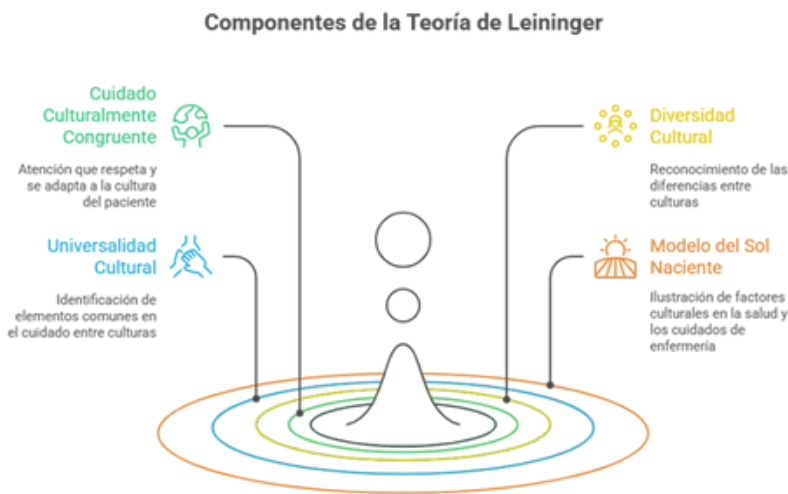 Componentes de la Teoría de Leininger
Cuidado
Culturalmente
Congruente
Atención que respeta y
se adapta a la cultura
del paciente
Universalidad
Cultural
Identificación de
elementos comunes en
el cuidado entre culturas
Diversidad
Cultural
Reconocimiento de las
diferencias entre
culturas
Modelo del Sol
Naciente
Ilustración de factores
culturales en la salud y
los cuidados de
enfermería